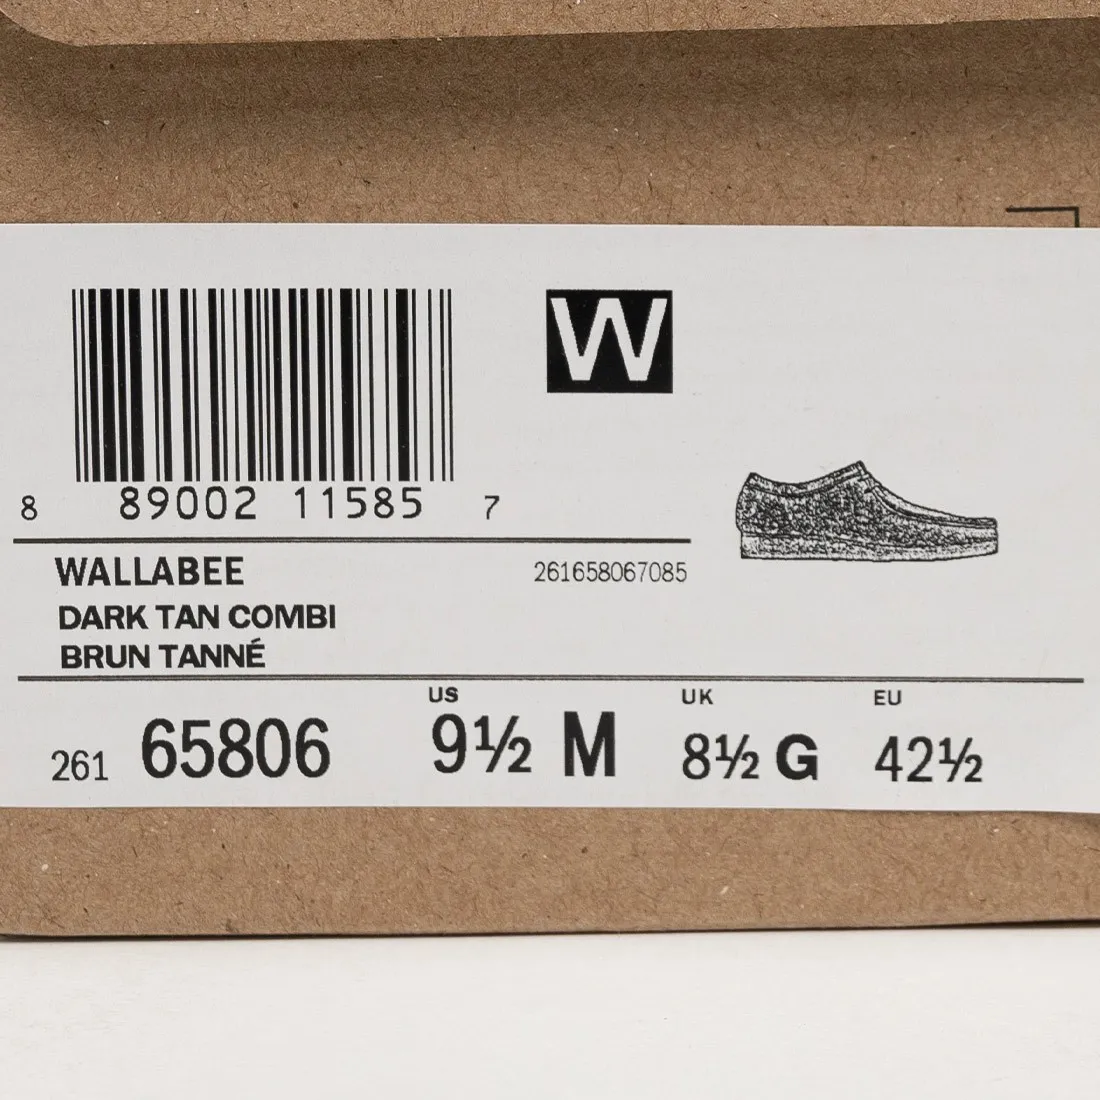 W
8 89002 11585 7
WALLABEE
261658067085
DARK TAN COMBI
BRUN TANNÉ
US UK EU
261 65806 9½ M 8½ G 42½